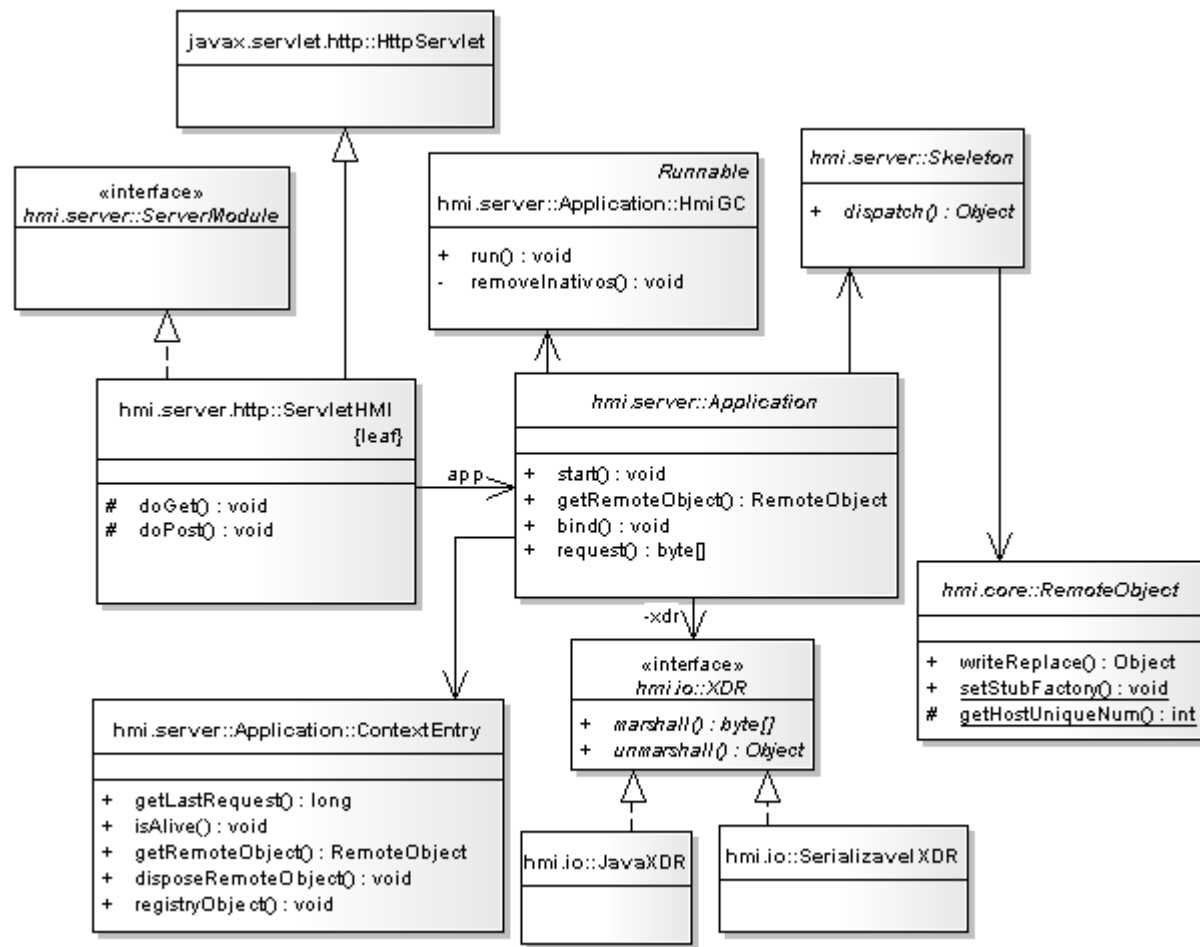 javax.servlet.http::HttpServlet
«interface»
hmi.server::ServerModule
Runnable
hmi.server::Application::HmiGC
+ run() : void
- removeInativos() : void
hmi.server::Skeleton
+ dispatch() : Object
hmi.server.http::ServletHMI
{leaf}
# doGet() : void
# doPost() : void
app
hmi.server::Application
+ start() : void
+ getRemoteObject() : RemoteObject
+ bind() : void
+ request() : byte[]
-xdr
hmi.core::RemoteObject
+ writeReplace() : Object
+ setStubFactory() : void
# getHostUniqueNum() : int
«interface»
hmi.io::XDR
+ marshall() : byte[]
+ unmarshall() : Object
hmi.server::Application::ContextEntry
+ getLastRequest() : long
+ isAlive() : void
+ getRemoteObject() : RemoteObject
+ disposeRemoteObject() : void
+ registryObject() : void
hmi.io::JavaXDR
hmi.io::SerializavelXDR